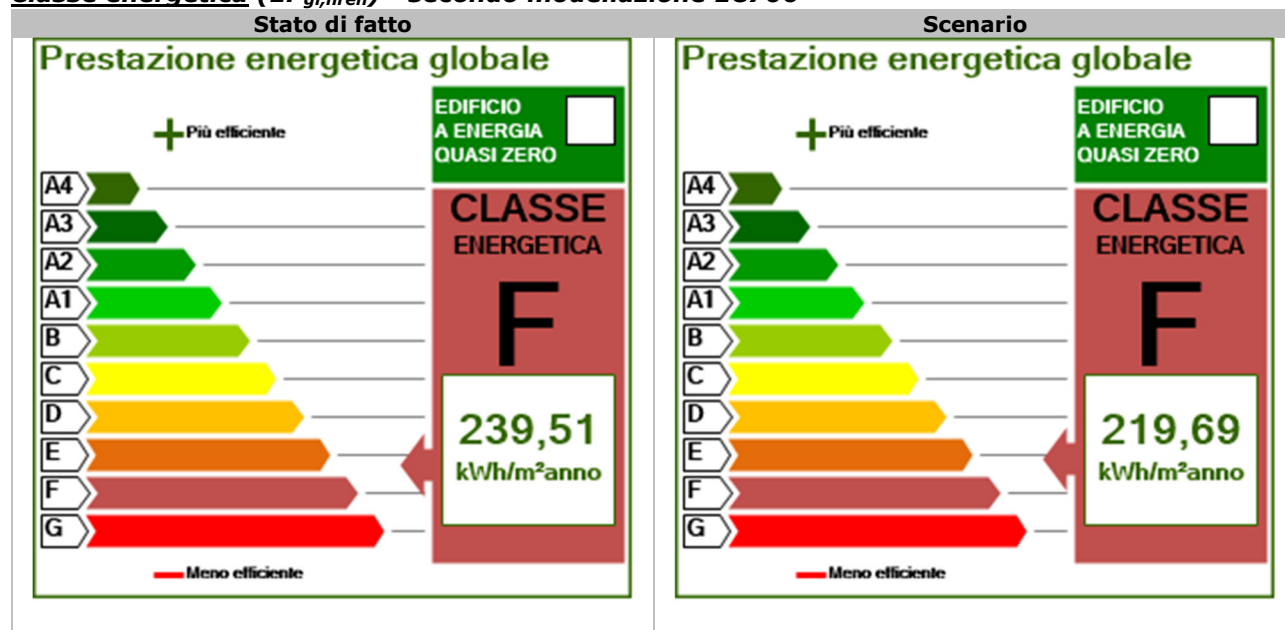 Stato di fatto
Scenario
Prestazione energetica globale
Più efficiente
EDIFICIO
A ENERGIA
QUASI ZERO
A4
A3
A2
A1
B
C
D
E
F
G
CLASSE
ENERGETICA
F
239,51
kWh/m²anno
Meno efficiente
Prestazione energetica globale
Più efficiente
EDIFICIO
A ENERGIA
QUASI ZERO
A4
A3
A2
A1
B
C
D
E
F
G
CLASSE
ENERGETICA
F
219,69
kWh/m²anno
Meno efficiente